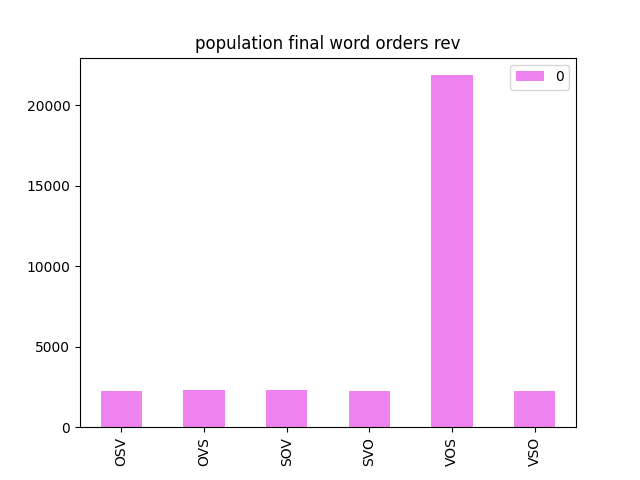 population final word orders rev
0
20000
15000
10000
5000
0
OSV
OVS
SOV
SVO
VOS
VSO